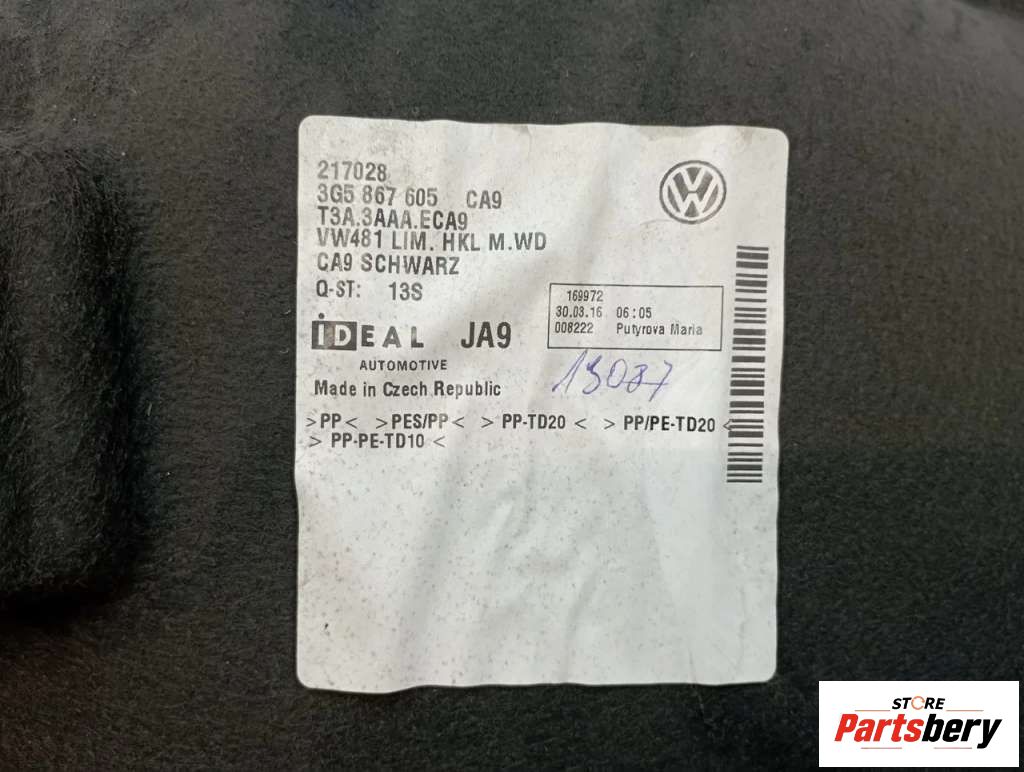 217028
3G5 867 605 CA9
T3A.3AAA.ECA9
VW481 LIM. HKL M.WD
CA9 SCHWARZ
Q-ST: 13S
169972
30.03.16 06:05
008222 Putyrova Maria
iDEAL JA9
AUTOMOTIVE
Made in Czech Republic
13087
>PP< >PES/PP< >PP-TD20< >PP/PE-TD20<
>PP-PE-TD10<
STORE
Partsbery